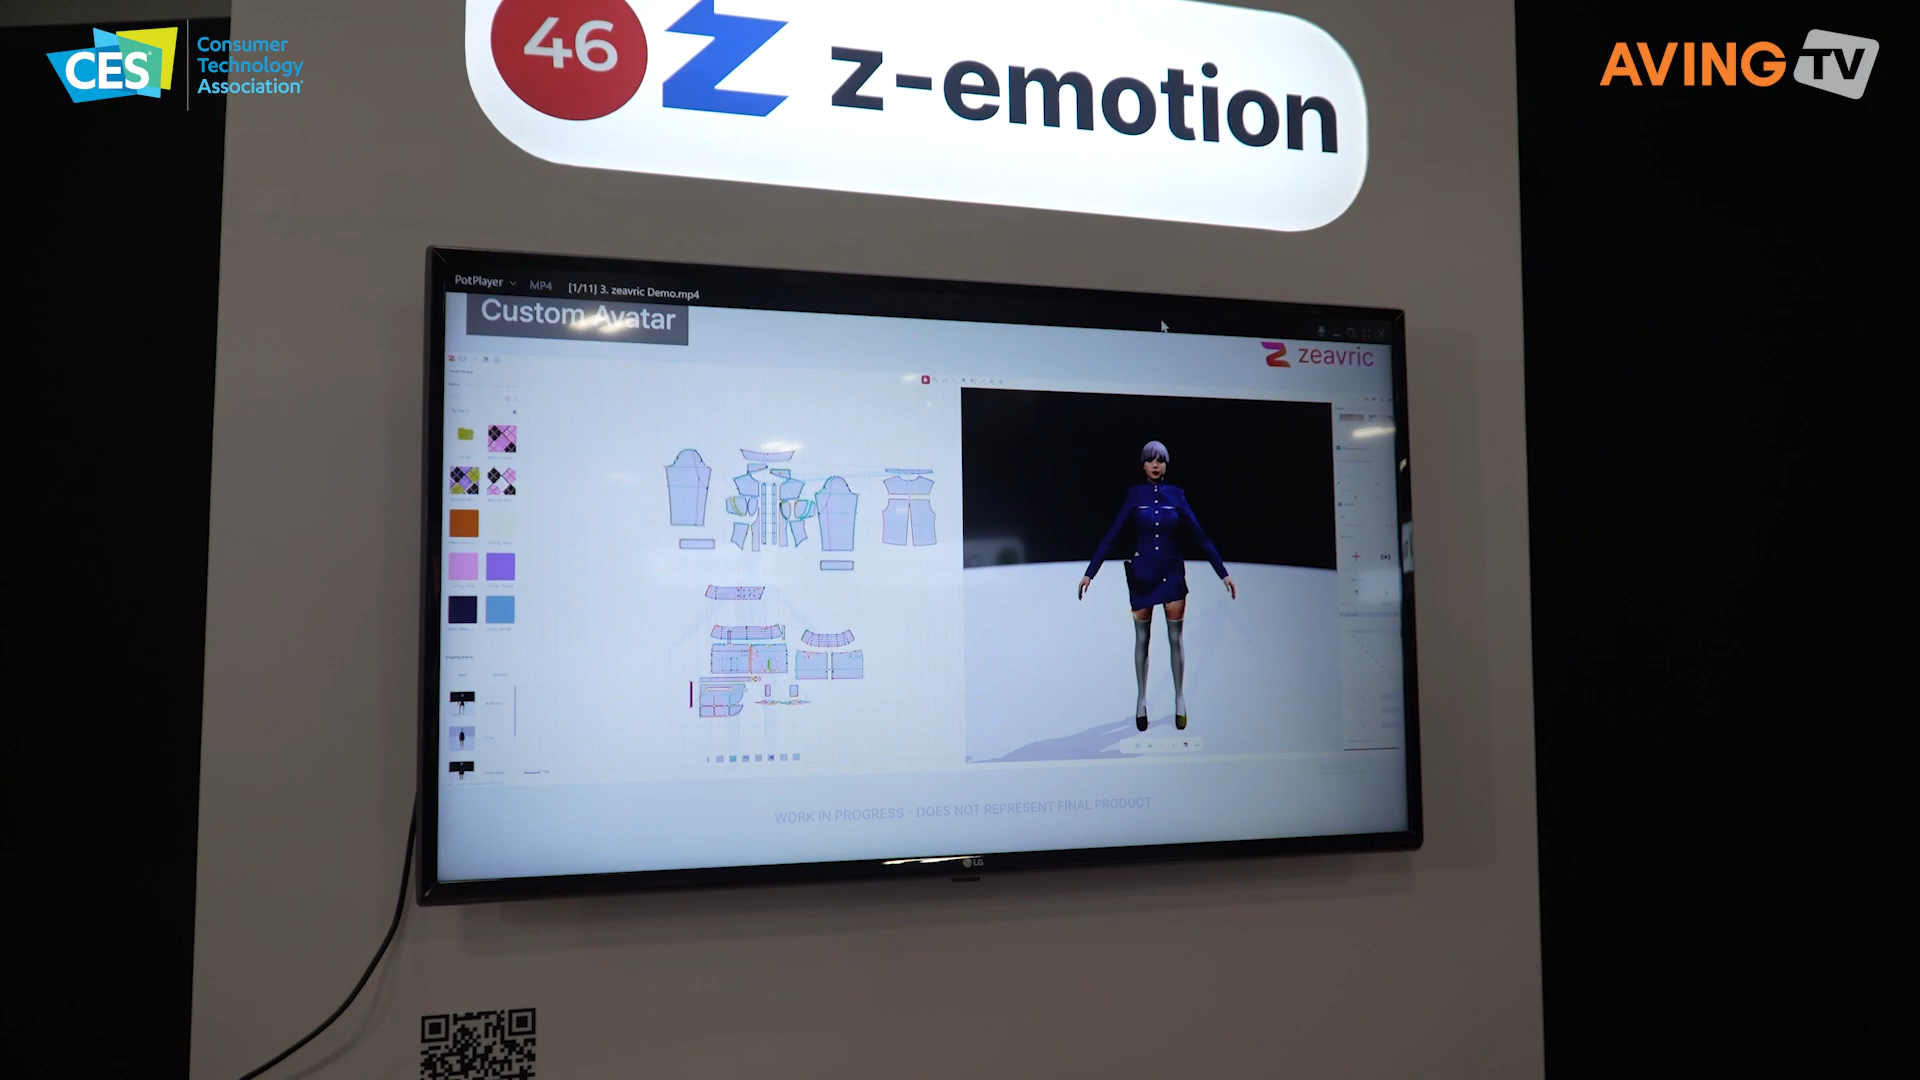 CES
Consumer
Technology
Association
AVING TV
46 z-emotion
PotPlayer MP4 [1/11] 3. zeavric Demo.mp4
Custom Avatar
zeavric
WORK IN PROGRESS - DOES NOT REPRESENT FINAL PRODUCT
LG